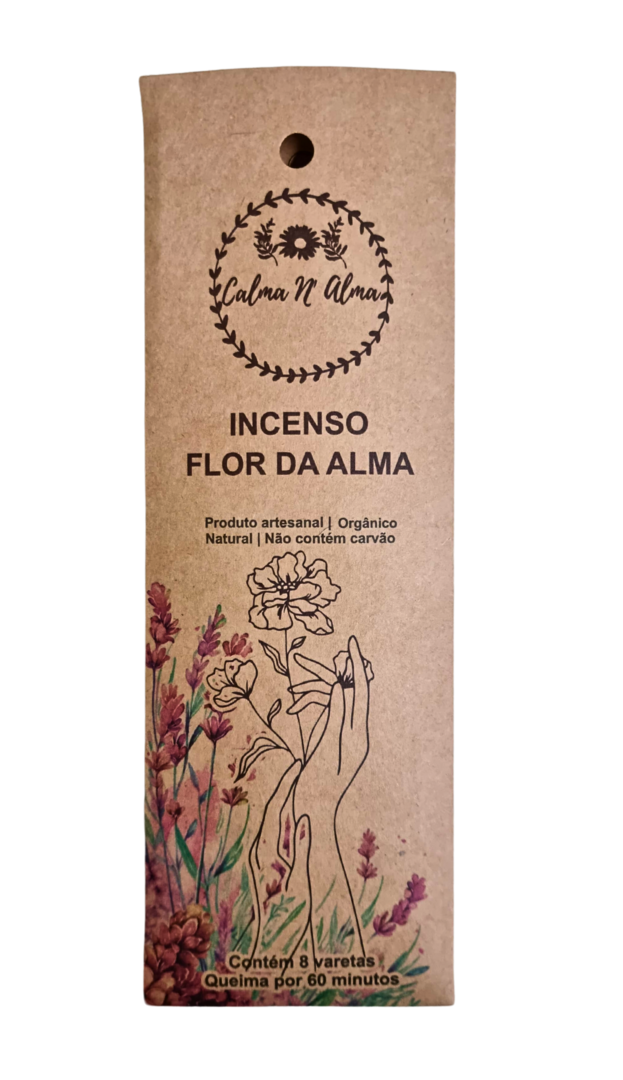 Calma N' Alma
INCENSO
FLOR DA ALMA
Produto artesanal | Orgânico
Natural | Não contém carvão
Contém 8 varetas
Queima por 60 minutos